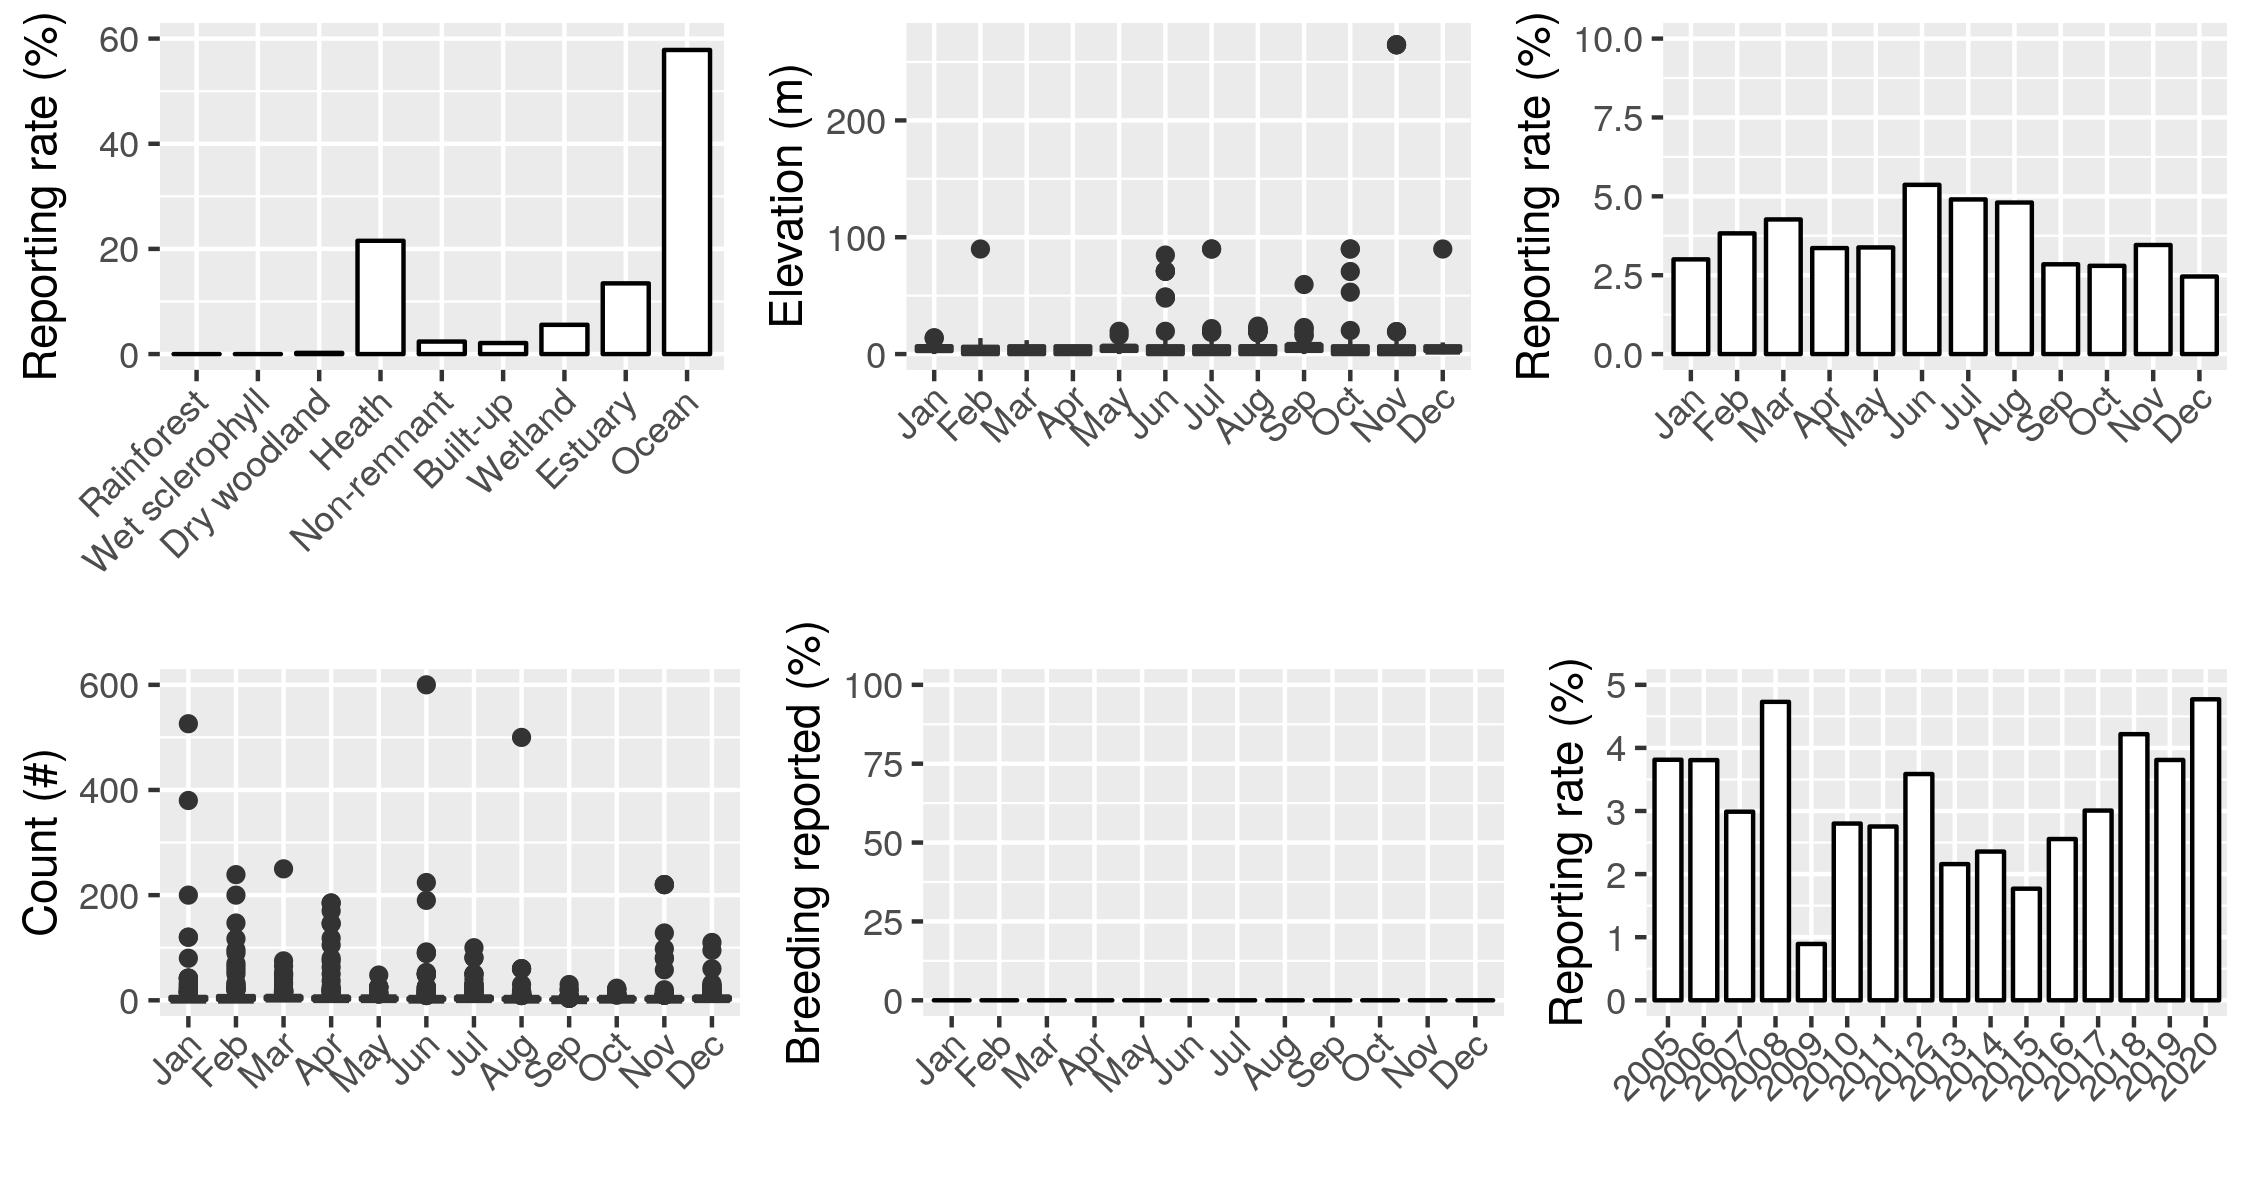 Reporting rate (%)
60
40
20
0
Rainforest
Wet sclerophyll
Dry woodland
Heath
Non-remnant
Built-up
Wetland
Estuary
Ocean
Elevation (m)
200
100
0
Jan
Feb
Mar
Apr
May
Jun
Jul
Aug
Sep
Oct
Nov
Dec
Reporting rate (%)
10.0
7.5
5.0
2.5
0.0
Jan
Feb
Mar
Apr
May
Jun
Jul
Aug
Sep
Oct
Nov
Dec
Count (#)
600
400
200
0
Jan
Feb
Mar
Apr
May
Jun
Jul
Aug
Sep
Oct
Nov
Dec
Breeding reported (%)
100
75
50
25
0
Jan
Feb
Mar
Apr
May
Jun
Jul
Aug
Sep
Oct
Nov
Dec
Reporting rate (%)
5
4
3
2
1
0
2005
2006
2007
2008
2009
2010
2011
2012
2013
2014
2015
2016
2017
2018
2019
2020